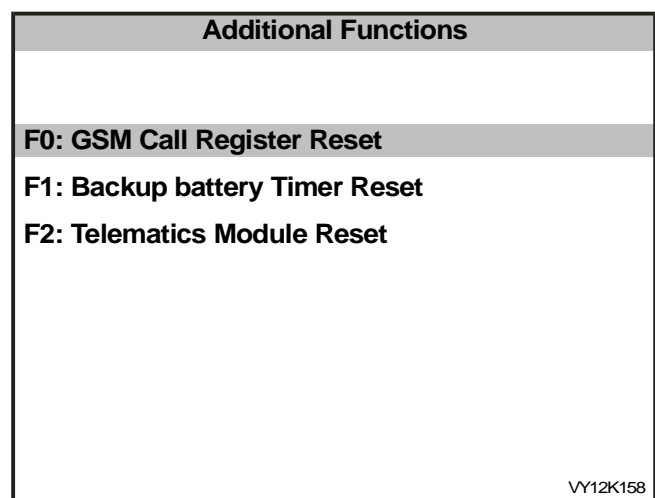 Additional Functions
F0: GSM Call Register Reset
F1: Backup battery Timer Reset
F2: Telematics Module Reset
VY12K158